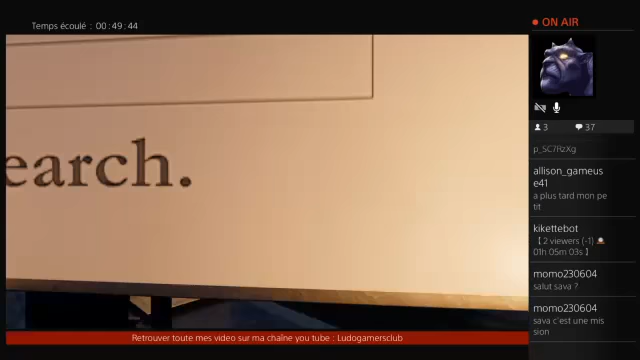 Temps écoulé : 00:49:44
ON AIR
3 37
p_SC7RzXg
allison_gameus
e41
a plus tard mon pe
tit
kikettebot
【2 viewers (-1)
01h 05m 03s 】
momo230604
salut sava ?
momo230604
sava c'est une mis
sion
earch.
Retrouver toute mes video sur ma chaîne you tube : Ludogamersclub